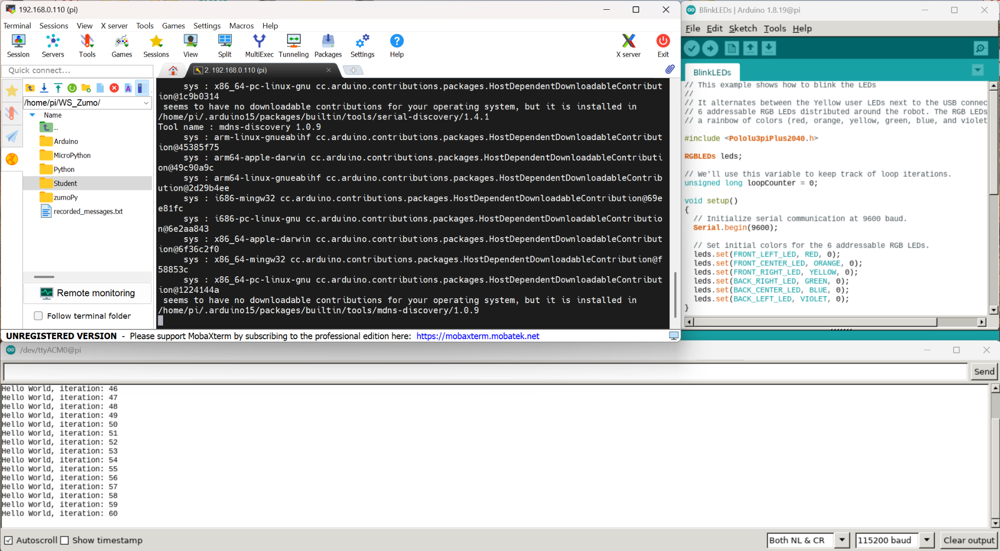 192.168.0.110 (pi)
Terminal Sessions View X server Tools Games Settings Macros Help
Session Servers Tools Games Sessions View Split MultiExec Tunneling Packages Settings Help X server Exit
Quick connect...
2. 192.168.0.110 (pi)
/home/pi/WS_Zumo/
Name
..
Arduino
MicroPython
Python
Student
zumoPy
recorded_messages.txt
Remote monitoring
Follow terminal folder
sys : x86_64-pc-linux-gnu cc.arduino.contributions.packages.HostDependentDownloadableContribut
ion@1c9b0314
seems to have no downloadable contributions for your operating system, but it is installed in
/home/pi/.arduino15/packages/builtin/tools/serial-discovery/1.4.1
Tool name : mdns-discovery 1.0.9
sys : arm-linux-gnueabihf cc.arduino.contributions.packages.HostDependentDownloadableContribut
ion@45385f75
sys : arm64-apple-darwin cc.arduino.contributions.packages.HostDependentDownloadableContributi
on@49c90a9c
sys : arm64-linux-gnueabihf cc.arduino.contributions.packages.HostDependentDownloadableContrib
ution@2d29b4ee
sys : i686-mingw32 cc.arduino.contributions.packages.HostDependentDownloadableContribution@69e
e81fc
sys : i686-pc-linux-gnu cc.arduino.contributions.packages.HostDependentDownloadableContributio
n@6e2aa843
sys : x86_64-apple-darwin cc.arduino.contributions.packages.HostDependentDownloadableContribut
ion@6f36c2f0
sys : x86_64-mingw32 cc.arduino.contributions.packages.HostDependentDownloadableContribution@f
58853c
sys : x86_64-pc-linux-gnu cc.arduino.contributions.packages.HostDependentDownloadableContribut
ion@1224144a
seems to have no downloadable contributions for your operating system, but it is installed in
/home/pi/.arduino15/packages/builtin/tools/mdns-discovery/1.0.9
UNREGISTERED VERSION - Please support MobaXterm by subscribing to the professional edition here: https://mobaxterm.mobatek.net
BlinkLEDs | Arduino 1.8.19@pi
File Edit Sketch Tools Help
BlinkLEDs
// This example shows how to blink the LEDs
//
// It alternates between the Yellow user LEDs next to the USB connec
// 6 addressable RGB LEDs distributed around the robot. The RGB LEDs
// a rainbow of colors (red, orange, yellow, green, blue, and violet
#include <Pololu3piPlus2040.h>
RGBLEDs leds;
// We'll use this variable to keep track of loop iterations.
unsigned long loopCounter = 0;
void setup()
{
// Initialize serial communication at 9600 baud.
Serial.begin(9600);
// Set initial colors for the 6 addressable RGB LEDs.
leds.set(FRONT_LEFT_LED, RED, 0);
leds.set(FRONT_CENTER_LED, ORANGE, 0);
leds.set(FRONT_RIGHT_LED, YELLOW, 0);
leds.set(BACK_RIGHT_LED, GREEN, 0);
leds.set(BACK_CENTER_LED, BLUE, 0);
leds.set(BACK_LEFT_LED, VIOLET, 0);
}
/dev/ttyACM0@pi
Send
Hello World, iteration: 46
Hello World, iteration: 47
Hello World, iteration: 48
Hello World, iteration: 49
Hello World, iteration: 50
Hello World, iteration: 51
Hello World, iteration: 52
Hello World, iteration: 53
Hello World, iteration: 54
Hello World, iteration: 55
Hello World, iteration: 56
Hello World, iteration: 57
Hello World, iteration: 58
Hello World, iteration: 59
Hello World, iteration: 60
Autoscroll Show timestamp Both NL & CR 115200 baud Clear output